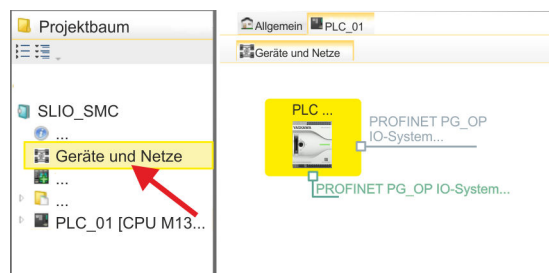 Projektbaum
SLIO_SMC
...
Geräte und Netze
...
...
PLC_01 [CPU M13...
Allgemein
PLC_01
Geräte und Netze
PLC ...
YASKAWA
PROFINET PG_OP
IO-System...
PROFINET PG_OP IO-System...